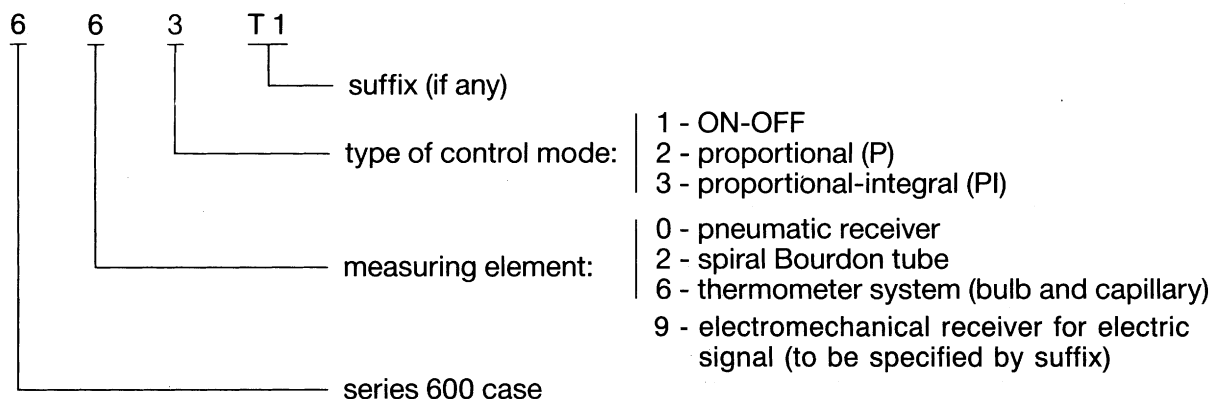 6 6 3 T1
suffix (if any)
type of control mode:
1 - ON-OFF
2 - proportional (P)
3 - proportional-integral (PI)
measuring element:
0 - pneumatic receiver
2 - spiral Bourdon tube
6 - thermometer system (bulb and capillary)
9 - electromechanical receiver for electric
signal (to be specified by suffix)
series 600 case